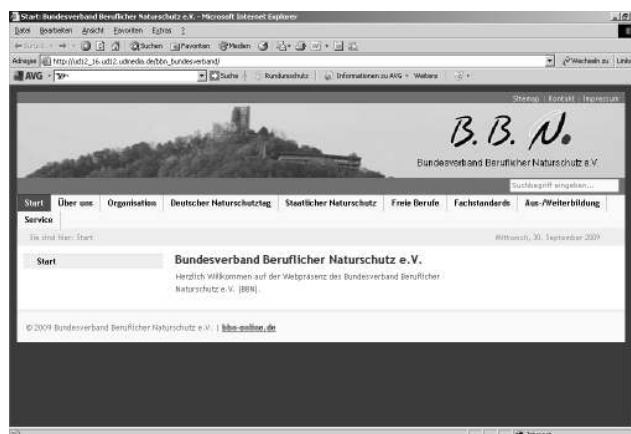 Start: Bundesverband Beruflicher Naturschutz e.V. - Microsoft Internet Explorer
Datei Bearbeiten Ansicht Favoriten Extras ?
Suchen Favoriten Medien
Adresse http://ud12_16.ud12.udmedia.de/bbn_bundesverband/ Wechseln zu Links
AVG Suche Rundumschutz Informationen zu AVG Weitere
Sitemap | Kontakt | Impressum
B. B. N.
Bundesverband Beruflicher Naturschutz e.V.
Suchbegriff eingeben...
Start Über uns Organisation Deutscher Naturschutztag Staatlicher Naturschutz Freie Berufe Fachstandards Aus-/Weiterbildung
Service
Sie sind hier: Start Mittwoch, 30. September 2009
Start
Bundesverband Beruflicher Naturschutz e.V.
Herzlich Willkommen auf der Webpräsenz des Bundesverband Beruflicher
Naturschutz e.V. (BBN).
© 2009 Bundesverband Beruflicher Naturschutz e.V. | bbn-online.de